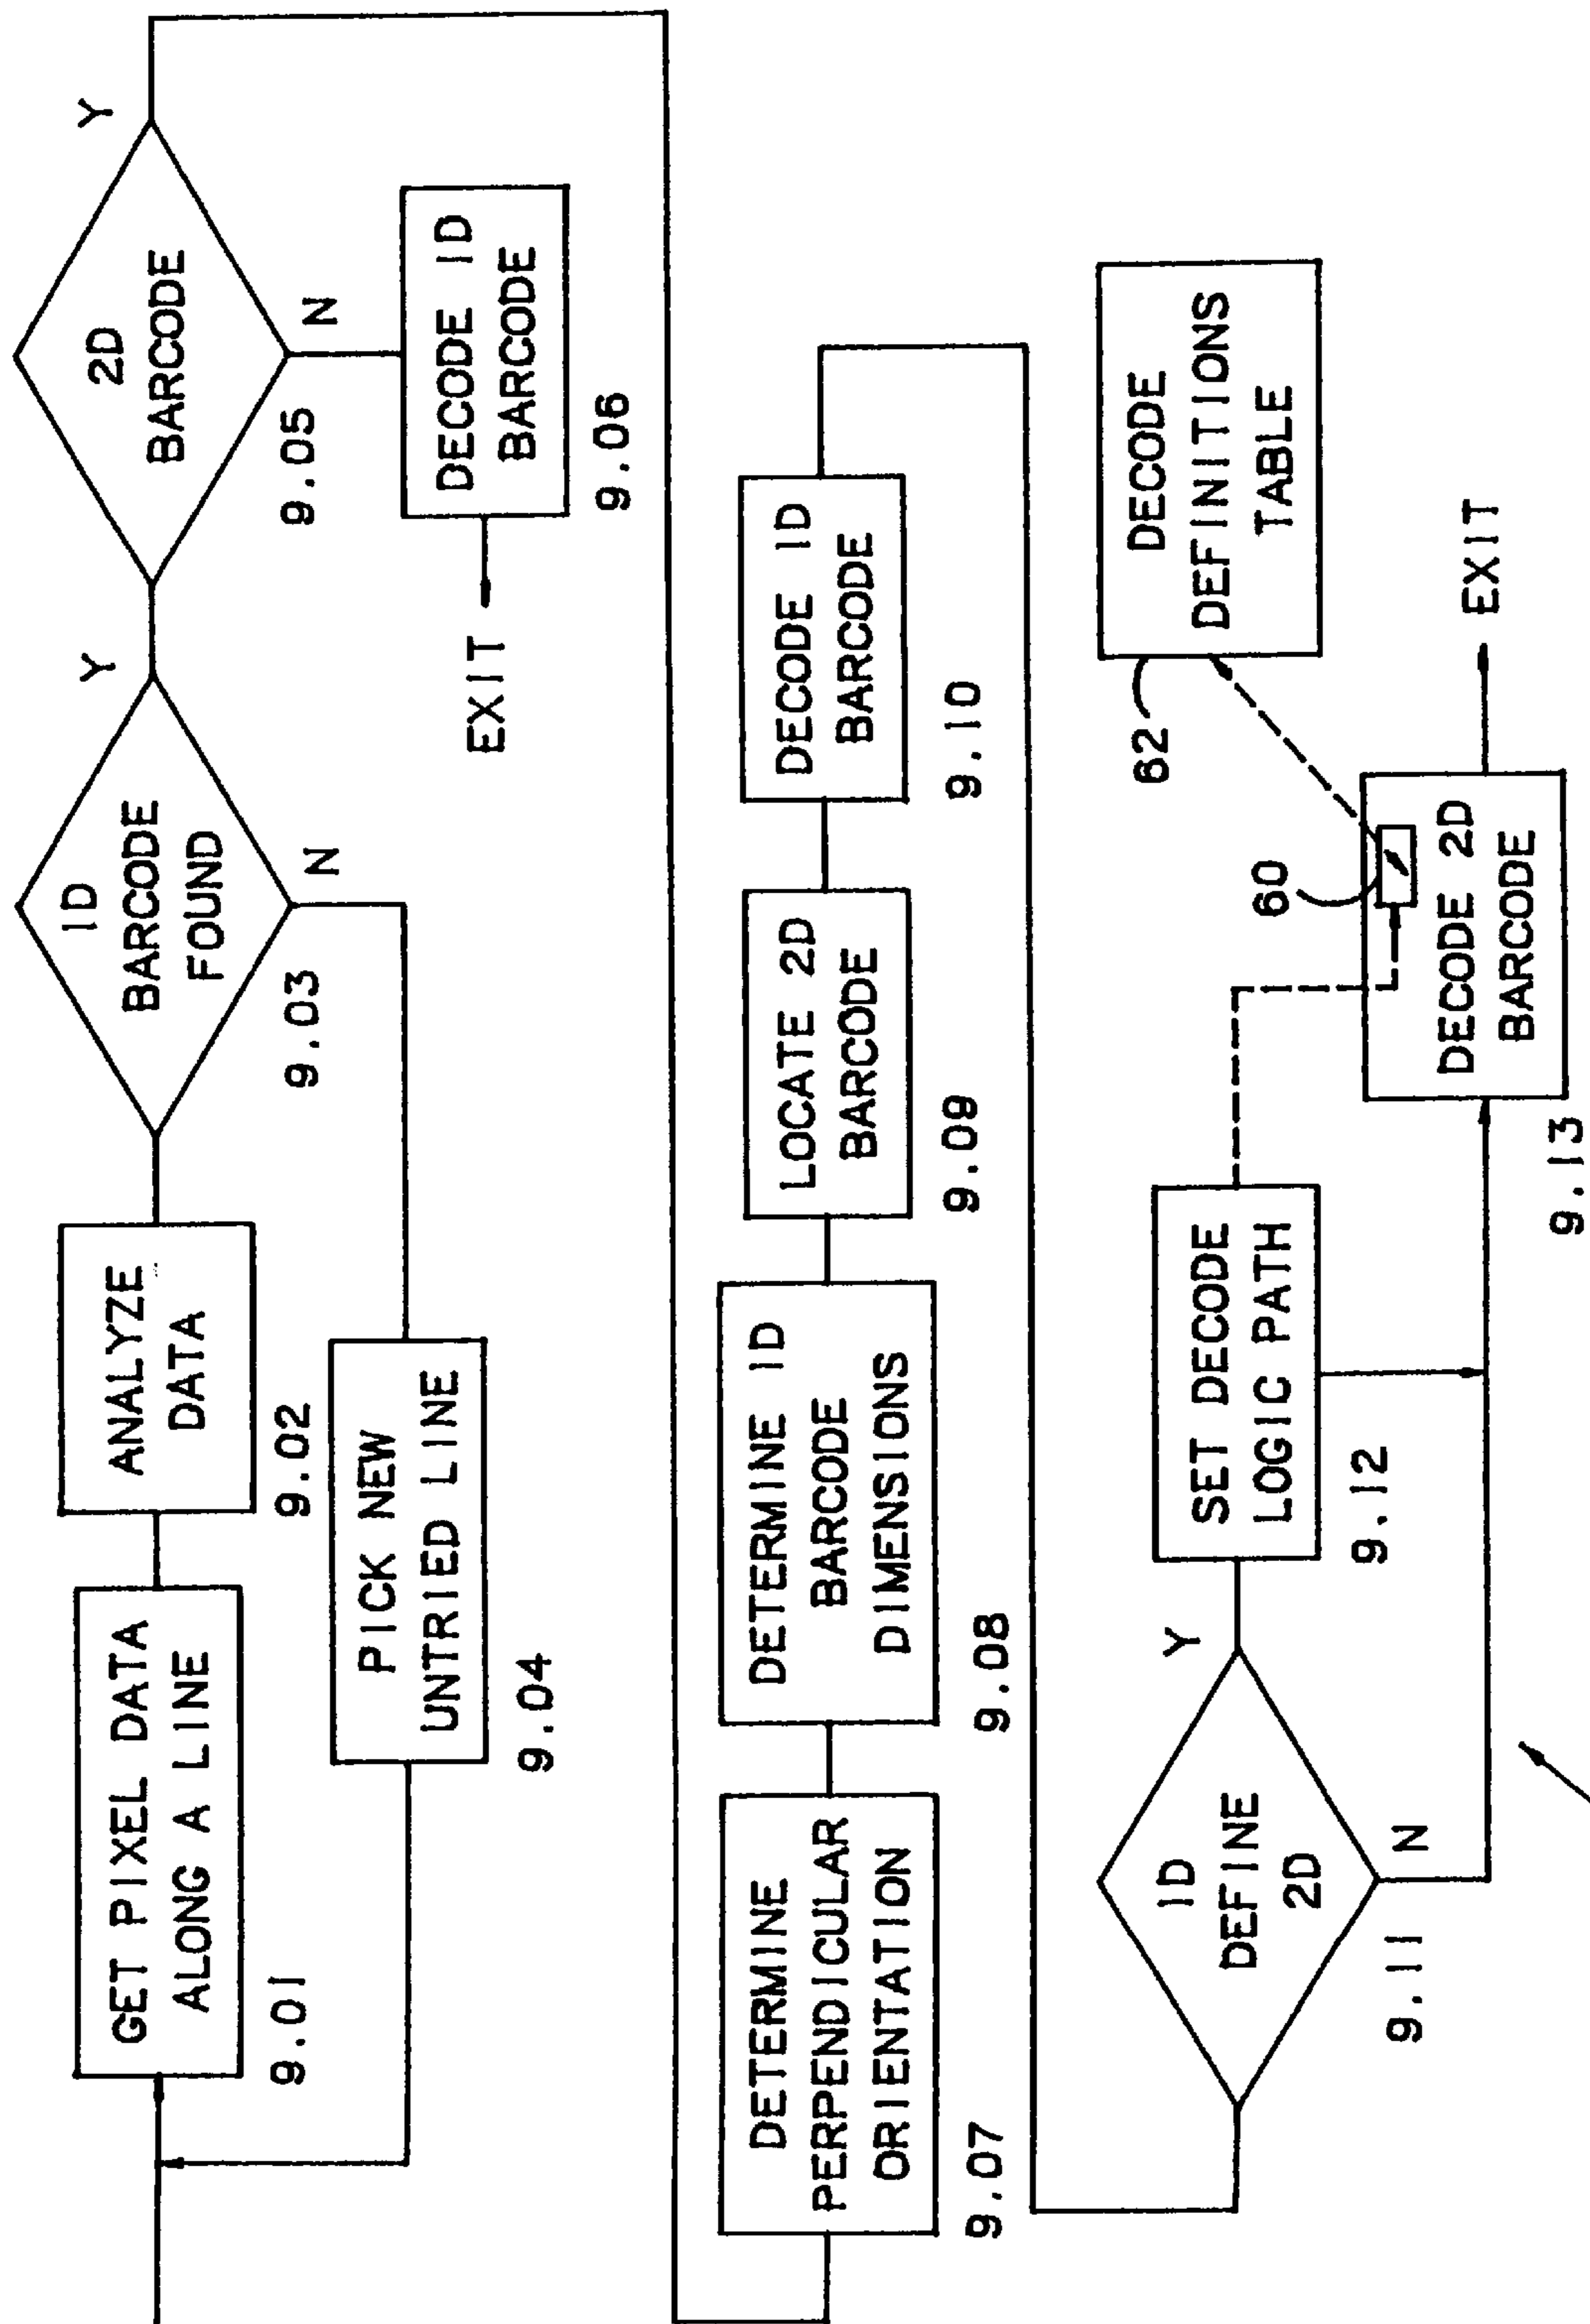 GET PIXEL DATA
ALONG A LINE
9.01
ANALYZE
DATA
9.02
1D
BARCODE
FOUND
9.03
Y
N
PICK NEW
UNTRIED LINE
9.04
2D
BARCODE
9.05
Y
N
DECODE 1D
BARCODE
9.06
EXIT
DETERMINE
PERPENDICULAR
ORIENTATION
9.07
DETERMINE 1D
BARCODE
DIMENSIONS
9.08
LOCATE 2D
BARCODE
9.09
DECODE 1D
BARCODE
9.10
1D
DEFINE
2D
9.11
Y
N
SET DECODE
LOGIC PATH
9.12
60
DECODE 2D
BARCODE
9.13
EXIT
62
DECODE
DEFINITIONS
TABLE